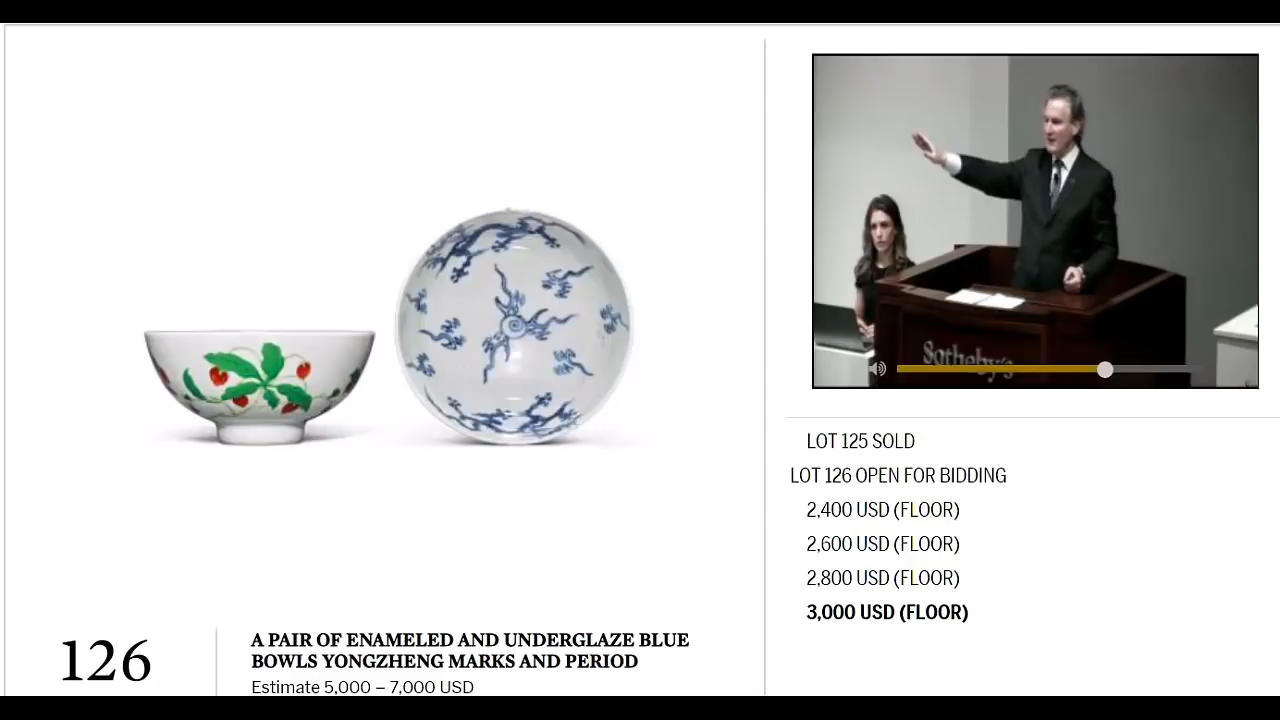 126
A PAIR OF ENAMELED AND UNDERGLAZE BLUE
BOWLS YONGZHENG MARKS AND PERIOD
Estimate 5,000 – 7,000 USD
Sotheby's
LOT 125 SOLD
LOT 126 OPEN FOR BIDDING
2,400 USD (FLOOR)
2,600 USD (FLOOR)
2,800 USD (FLOOR)
3,000 USD (FLOOR)